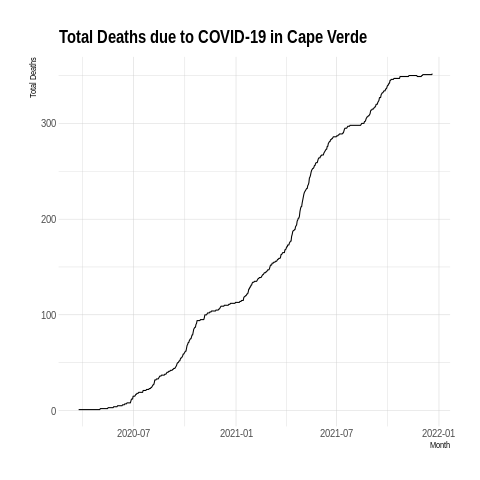 Total Deaths due to COVID-19 in Cape Verde
Total Deaths
300
200
100
0
2020-07 2021-01 2021-07 2022-01
Month